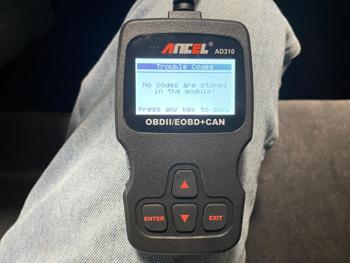 ANCEL
AD310
Trouble Codes
No codes are stored
in the module!
Press any key to con.
OBDII/EOBD+CAN
ENTER
EXIT